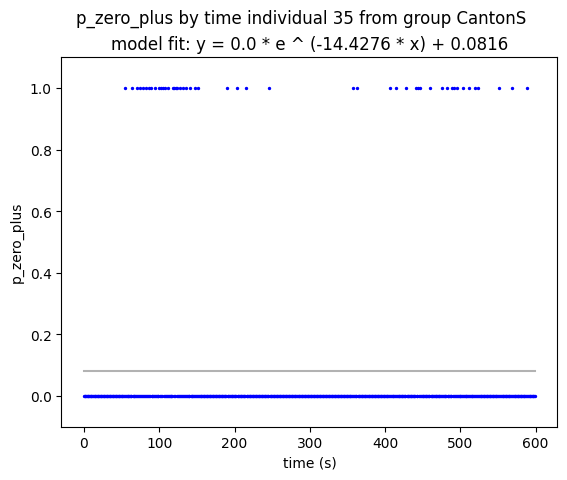 p_zero_plus by time individual 35 from group CantonS
model fit: y = 0.0 * e ^ (-14.4276 * x) + 0.0816
1.0
0.8
0.6
0.4
0.2
0.0
p_zero_plus
0 100 200 300 400 500 600
time (s)